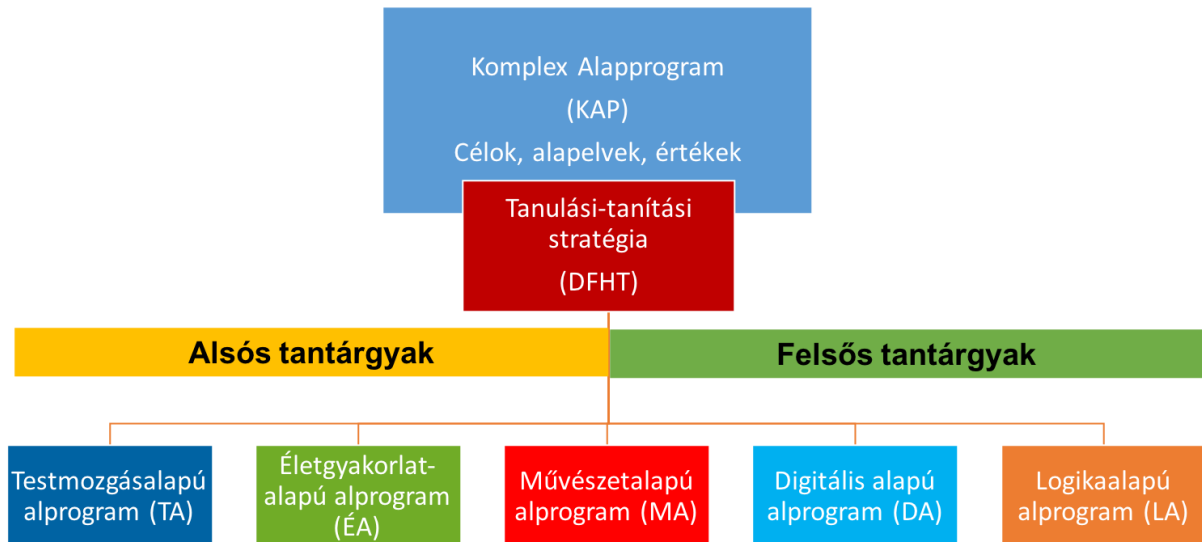 Komplex Alapprogram
(KAP)
Célok, alapelvek, értékek
Tanulási-tanítási
stratégia
(DFHT)
Alsós tantárgyak
Felsős tantárgyak
Testmozgásalapú
alprogram (TA)
Életgyakorlat-
alapú alprogram
(ÉA)
Művészetalapú
alprogram (MA)
Digitális alapú
alprogram (DA)
Logikaalapú
alprogram (LA)